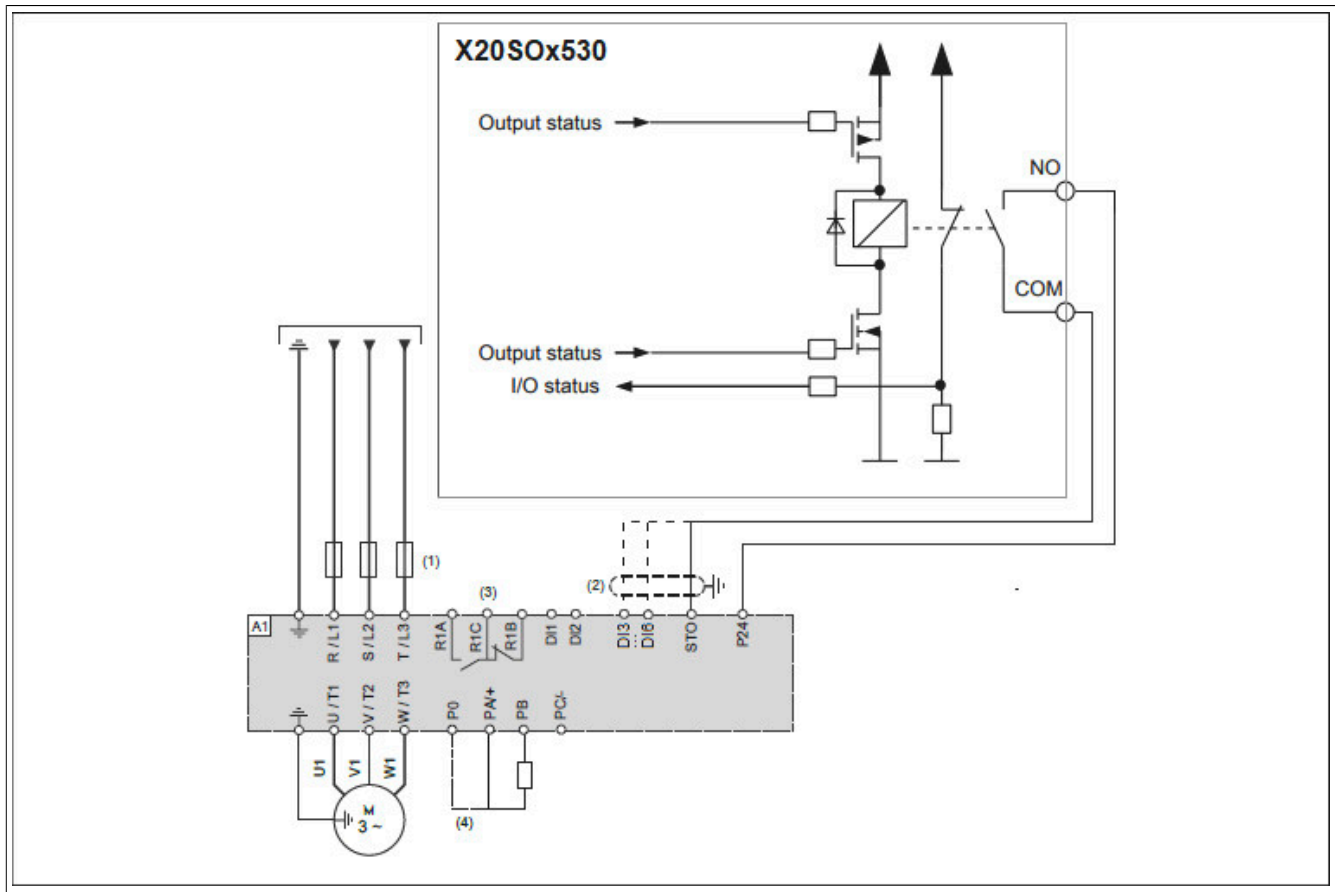 X20SOx530
Output status
NO
COM
Output status
I/O status
(1)
(2)
(3)
A1
R / L1
S / L2
T / L3
R1A
R1C
R1B
DI1
DI2
DI3
DI6
STO
P24
U / T1
V / T2
W / T3
P0
PA/+
PB
PC/-
U1
V1
W1
M
3 ~
(4)